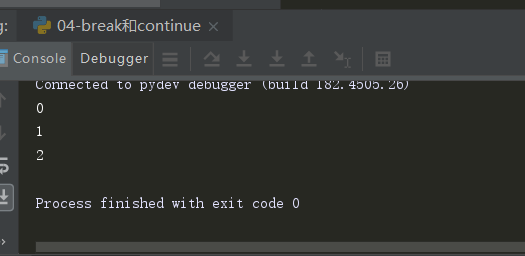 g:
04-break和continue
Console
Debugger
Connected to pydev debugger (build 182.4505.26)
0
1
2
Process finished with exit code 0